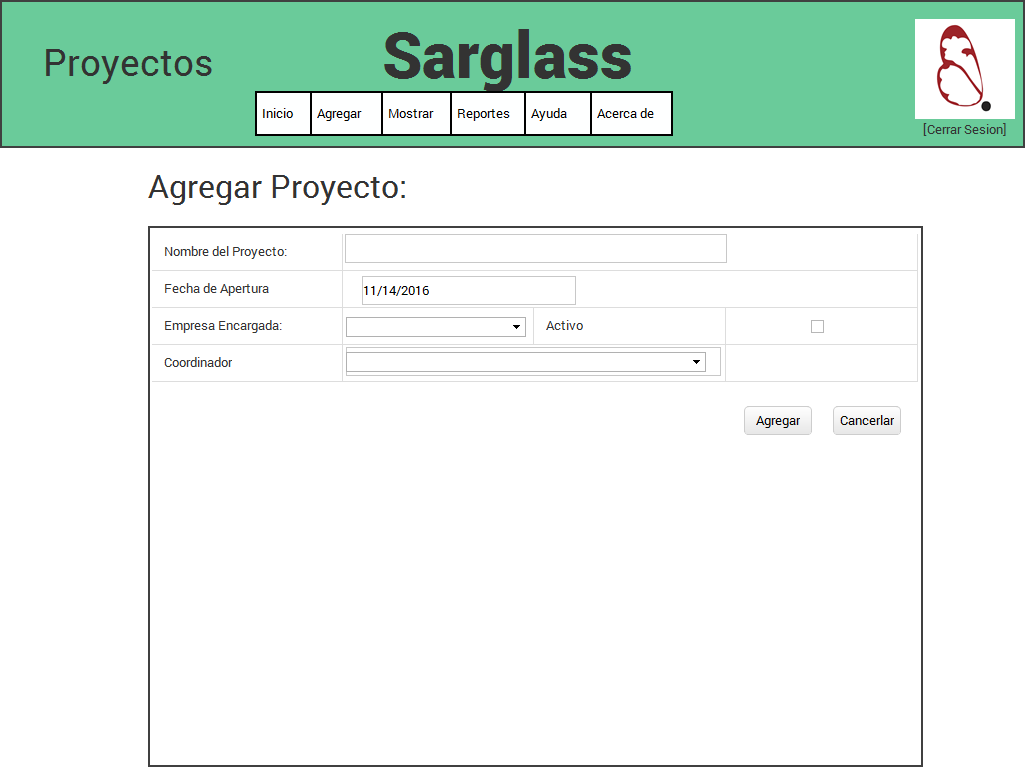 Proyectos
Sarglass
Inicio Agregar Mostrar Reportes Ayuda Acerca de
[Cerrar Sesion]
Agregar Proyecto:
Nombre del Proyecto:
Fecha de Apertura 11/14/2016
Empresa Encargada: Activo
Coordinador
Agregar Cancerlar